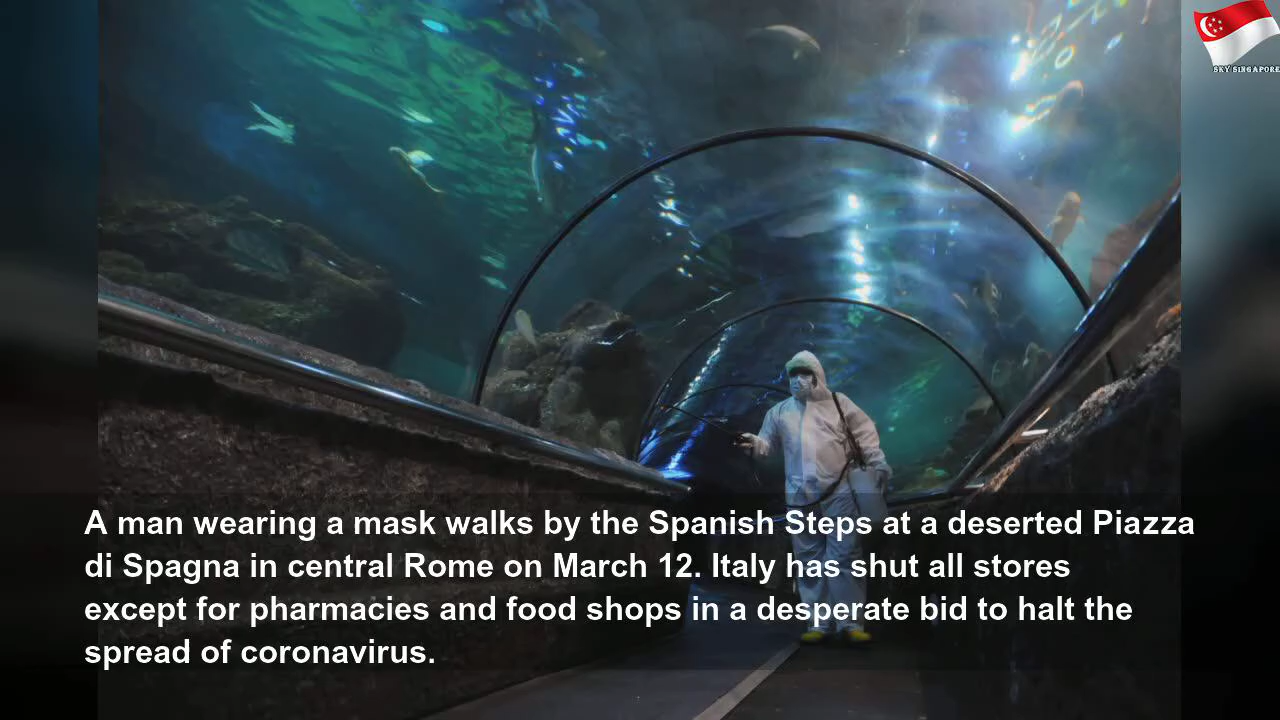 SKY SINGAPORE
A man wearing a mask walks by the Spanish Steps at a deserted Piazza
di Spagna in central Rome on March 12. Italy has shut all stores
except for pharmacies and food shops in a desperate bid to halt the
spread of coronavirus.